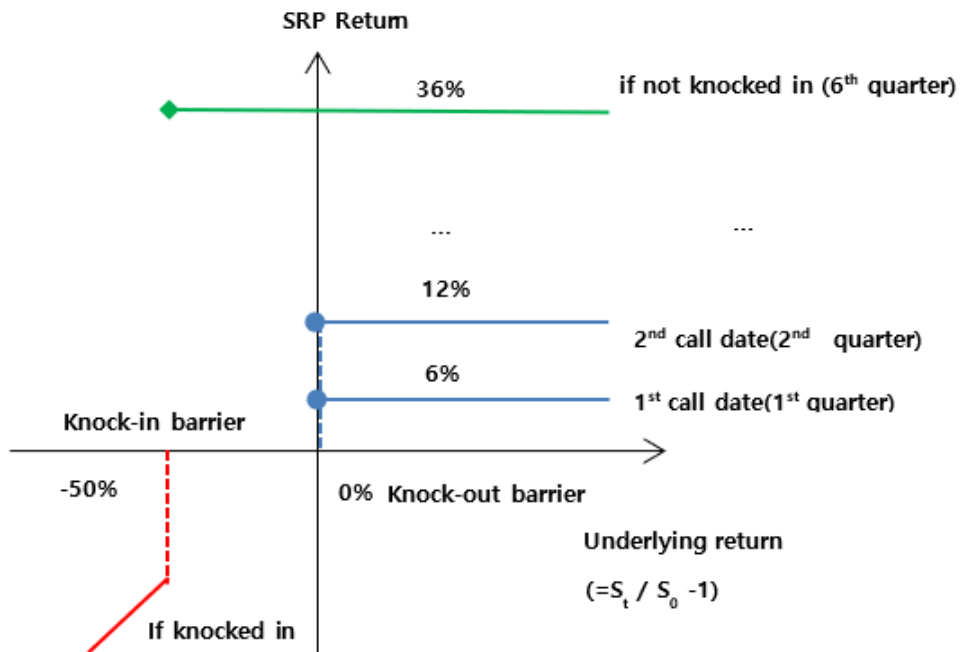 SRP Return
36%
if not knocked in (6th quarter)
...
...
12%
2nd call date(2nd quarter)
6%
1st call date(1st quarter)
Knock-in barrier
-50%
0% Knock-out barrier
Underlying return
(=St / S0 -1)
If knocked in